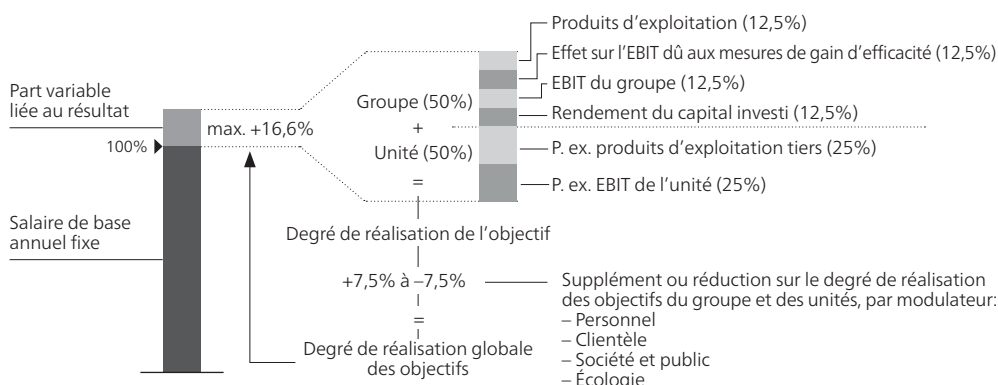 Produits d'exploitation (12,5%)
Effet sur l'EBIT dû aux mesures de gain d'efficacité (12,5%)
EBIT du groupe (12,5%)
Rendement du capital investi (12,5%)
P. ex. produits d'exploitation tiers (25%)
P. ex. EBIT de l'unité (25%)
Part variable
liée au résultat
100%
max. +16,6%
Groupe (50%)
+
Unité (50%)
=
Salaire de base
annuel fixe
Degré de réalisation de l'objectif
+7,5% à –7,5%
=
Degré de réalisation globale
des objectifs
Supplément ou réduction sur le degré de réalisation
des objectifs du groupe et des unités, par modulateur:
– Personnel
– Clientèle
– Société et public
– Écologie